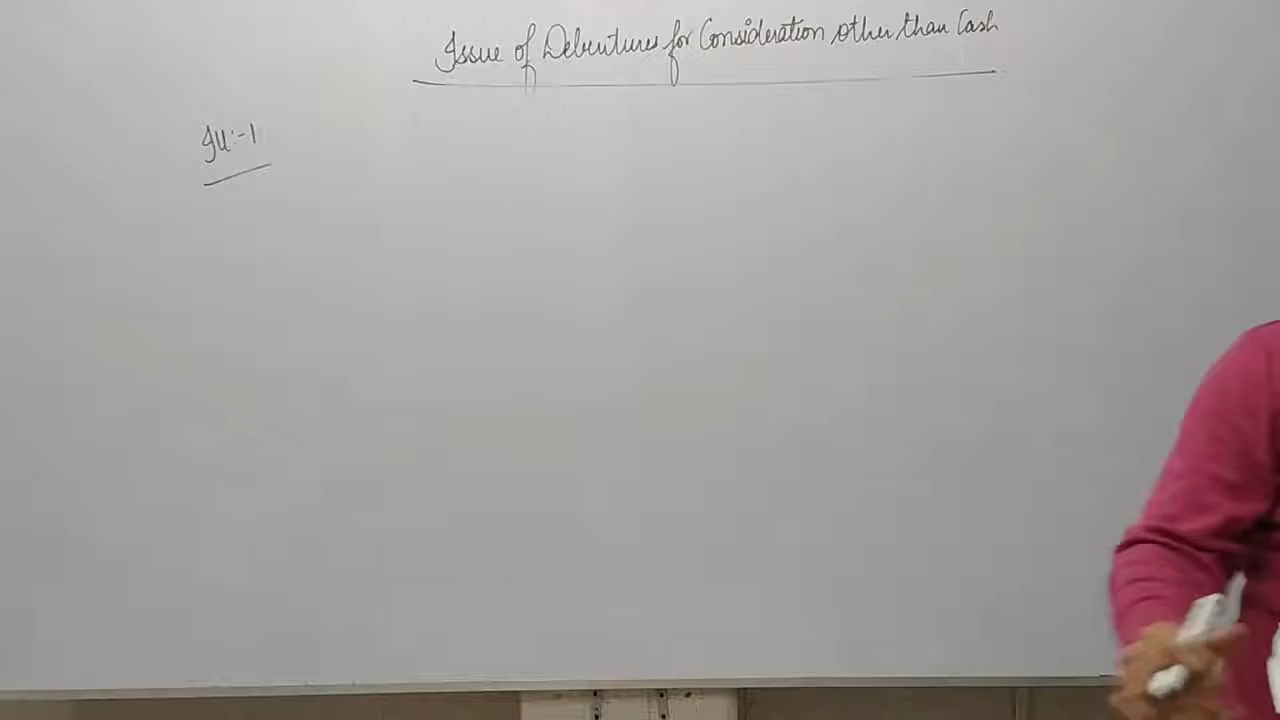 Issue of Debentures for Consideration other than Cash
Ill:-1